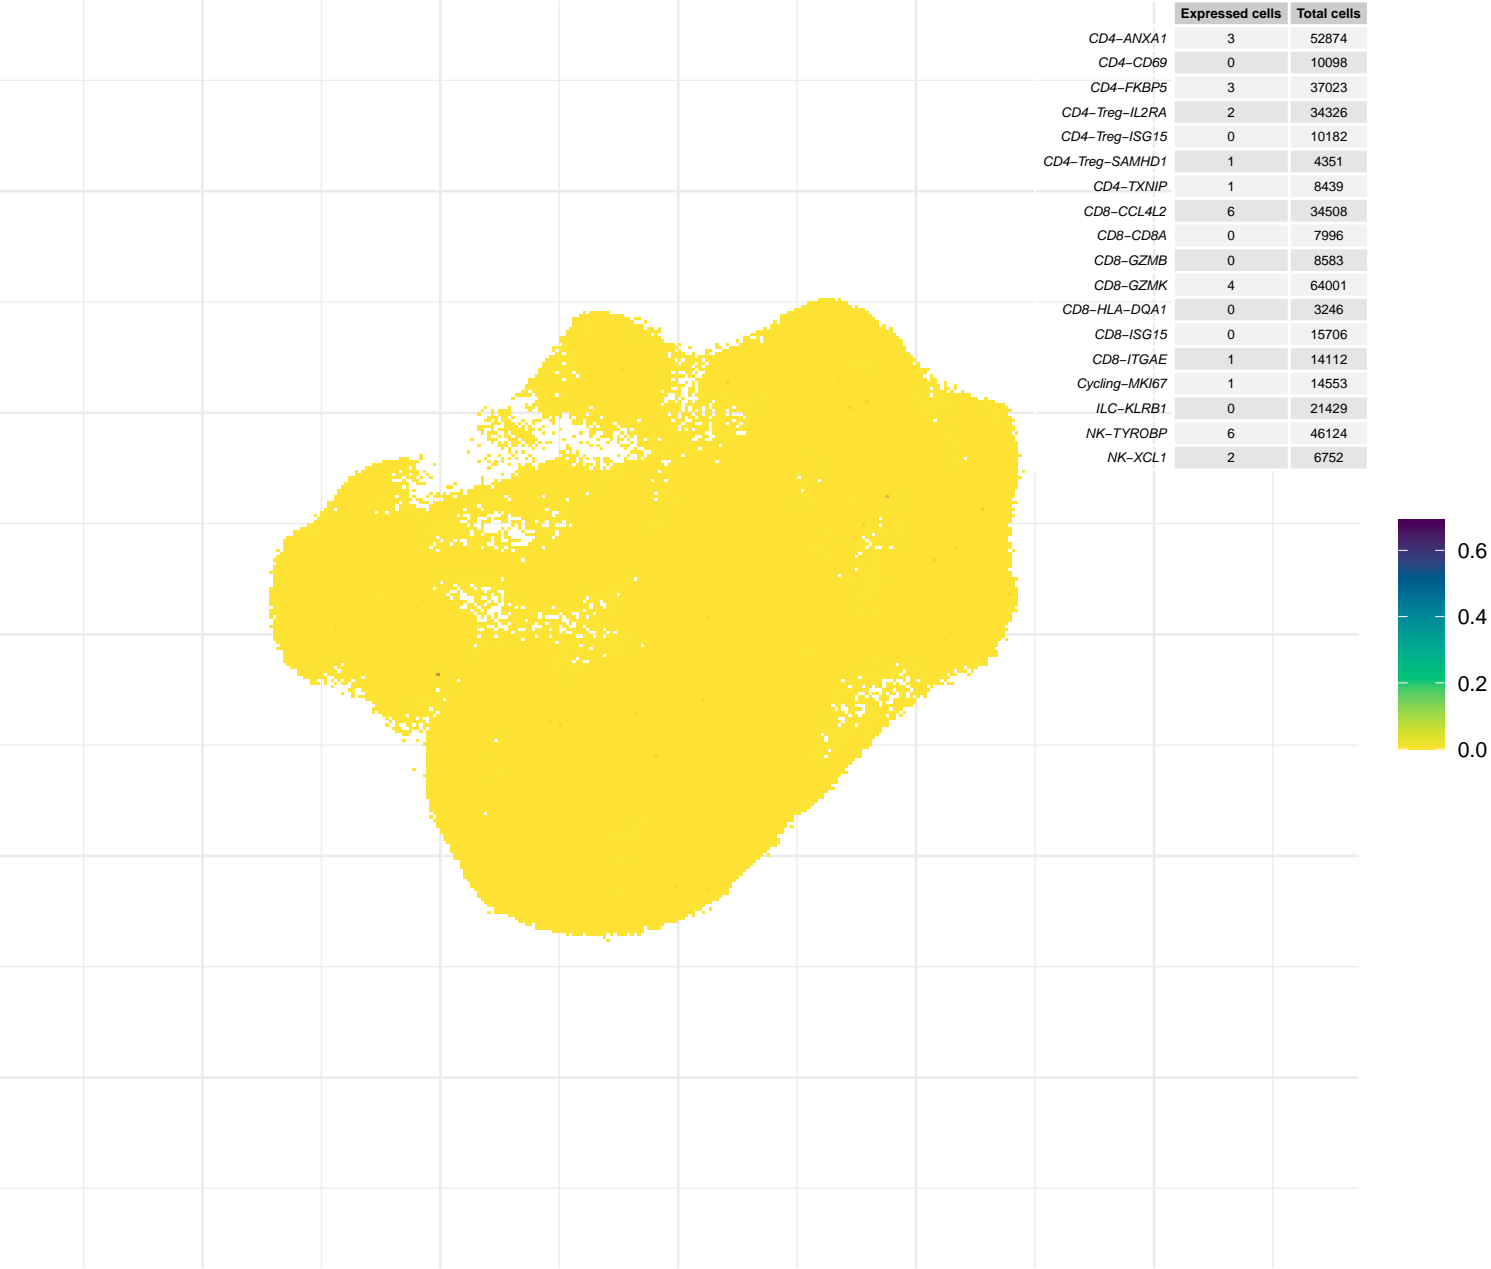 Expressed cells Total cells
CD4−ANXA1 3 52874
CD4−CD69 0 10098
CD4−FKBP5 3 37023
CD4−Treg−IL2RA 2 34326
CD4−Treg−ISG15 0 10182
CD4−Treg−SAMHD1 1 4351
CD4−TXNIP 1 8439
CD8−CCL4L2 6 34508
CD8−CD8A 0 7996
CD8−GZMB 0 8583
CD8−GZMK 4 64001
CD8−HLA−DQA1 0 3246
CD8−ISG15 0 15706
CD8−ITGAE 1 14112
Cycling−MKI67 1 14553
ILC−KLRB1 0 21429
NK−TYROBP 6 46124
NK−XCL1 2 6752
0.6
0.4
0.2
0.0